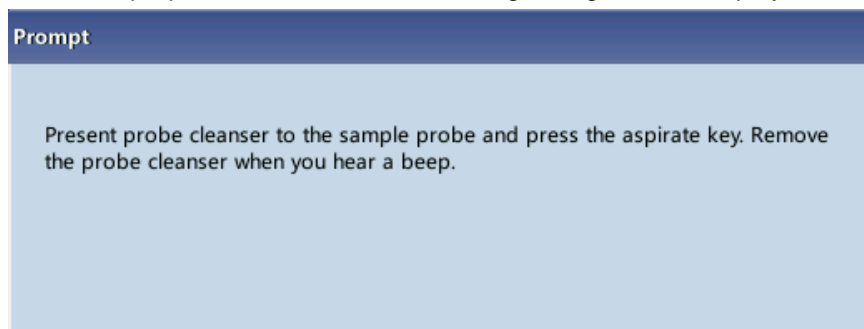 Prompt
Present probe cleanser to the sample probe and press the aspirate key. Remove
the probe cleanser when you hear a beep.